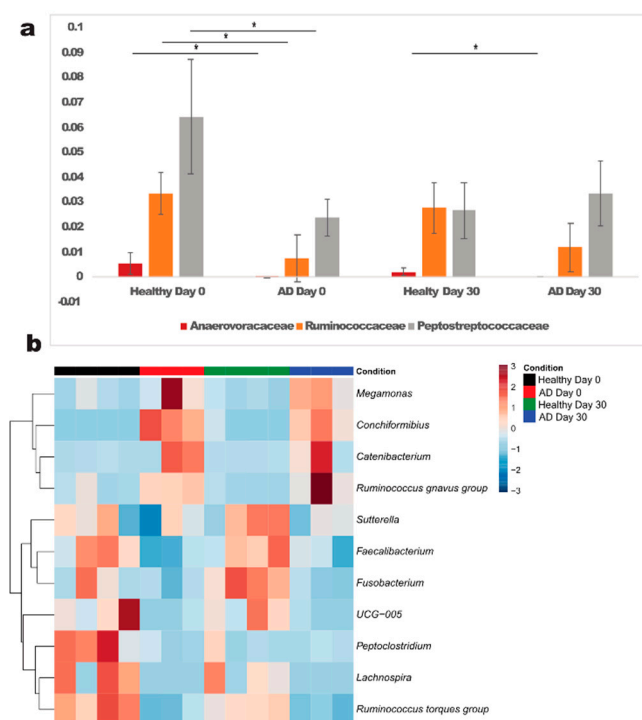 a
0.1
0.09
0.08
0.07
0.06
0.05
0.04
0.03
0.02
0.01
0
-0.01
* * *
*
Healthy Day 0 AD Day 0 Healty Day 30 AD Day 30
Anaerovoracaceae Ruminococcaceae Peptostreptococcaceae
b
Condition
Megamonas
Conchiformibius
Catenibacterium
Ruminococcus gnavus group
Sutterella
Faecalibacterium
Fusobacterium
UCG-005
Peptoclostridium
Lachnospira
Ruminococcus torques group
3
2
1
0
−1
−2
−3
Condition
Healthy Day 0
AD Day 0
Healthy Day 30
AD Day 30